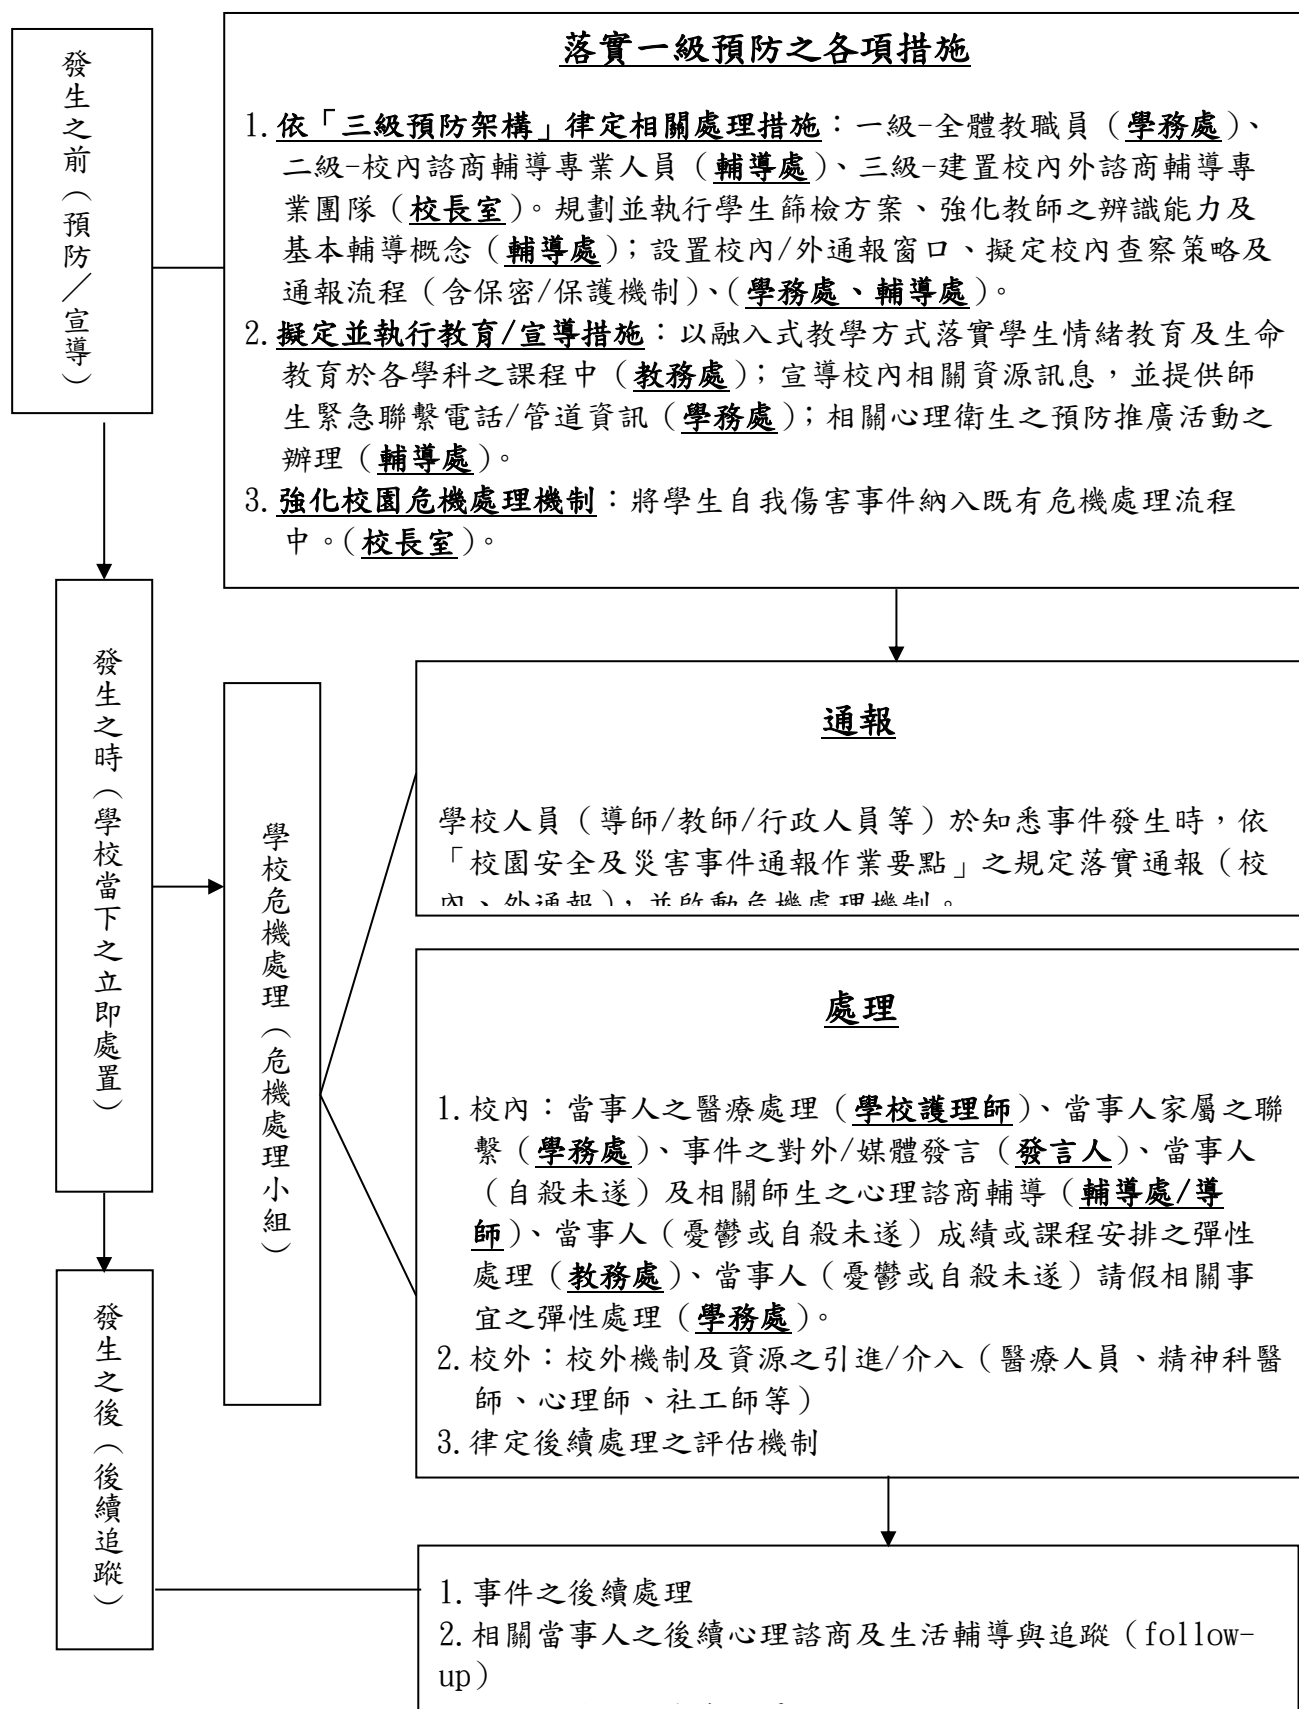 發生之前（預防／宣導）
落實一級預防之各項措施
1.依「三級預防架構」律定相關處理措施：一級-全體教職員（學務處）、
二級-校內諮商輔導專業人員（輔導處）、三級-建置校內外諮商輔導專
業團隊（校長室）。規劃並執行學生篩檢方案、強化教師之辨識能力及
基本輔導概念（輔導處）；設置校內/外通報窗口、擬定校內查察策略及
通報流程（含保密/保護機制）、（學務處、輔導處）。
2.擬定並執行教育/宣導措施：以融入式教學方式落實學生情緒教育及生命
教育於各學科之課程中（教務處）；宣導校內相關資源訊息，並提供師
生緊急聯繫電話/管道資訊（學務處）；相關心理衛生之預防推廣活動之
辦理（輔導處）。
3.強化校園危機處理機制：將學生自我傷害事件納入既有危機處理流程
中。（校長室）。
發生之時（學校當下之立即處置）
學校危機處理（危機處理小組）
通報
學校人員（導師/教師/行政人員等）於知悉事件發生時，依
「校園安全及災害事件通報作業要點」之規定落實通報（校
內、外通報），並啟動危機處理機制。
處理
1.校內：當事人之醫療處理（學校護理師）、當事人家屬之聯
繫（學務處）、事件之對外/媒體發言（發言人）、當事人
（自殺未遂）及相關師生之心理諮商輔導（輔導處/導
師）、當事人（憂鬱或自殺未遂）成績或課程安排之彈性
處理（教務處）、當事人（憂鬱或自殺未遂）請假相關事
宜之彈性處理（學務處）。
2.校外：校外機制及資源之引進/介入（醫療人員、精神科醫
師、心理師、社工師等）
3.律定後續處理之評估機制
發生之後（後續追蹤）
1.事件之後續處理
2.相關當事人之後續心理諮商及生活輔導與追蹤（follow-
up）